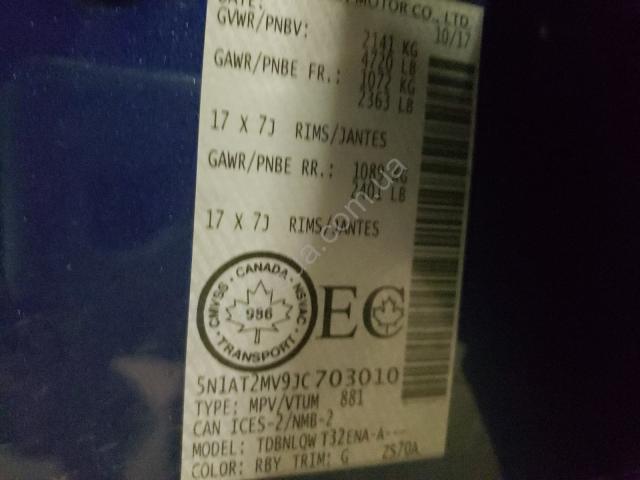 DATE: MOTOR CO., LTD
10/17
GVWR/PNBV: 2141 KG
4720 LB
GAWR/PNBE FR.: 1072 KG
2363 LB
17 X 7J RIMS/JANTES
GAWR/PNBE RR.: 1089 KG
2401 LB
17 X 7J RIMS/JANTES
CANADA
CMVSS NSVAC
986
TRANSPORT
EC
5N1AT2MV9JC703010
TYPE: MPV/VTUM 881
CAN ICES-2/NMB-2
MODEL: TDBNLQW T32ENA-A---
COLOR: RBY TRIM: G ZS70A